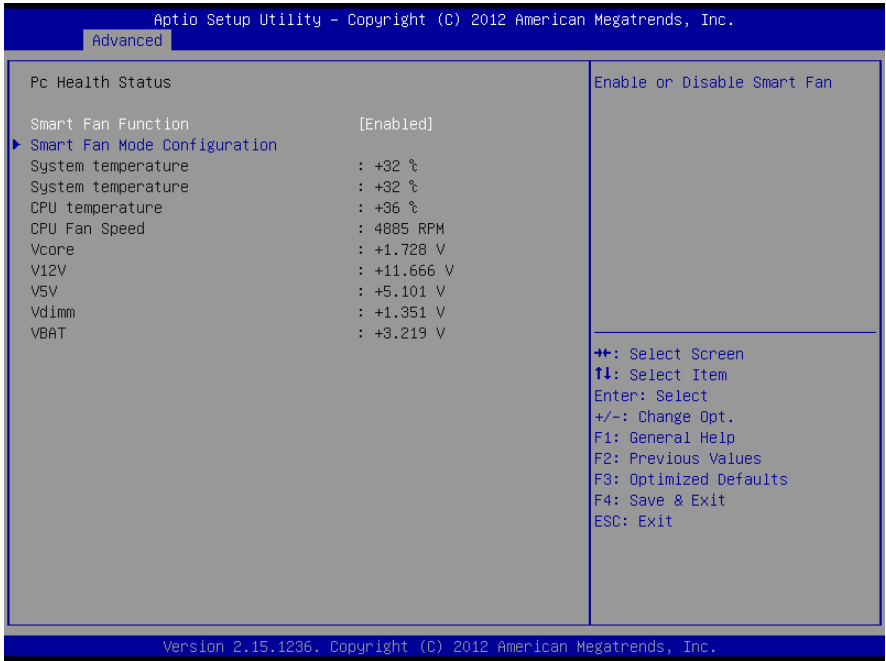 Aptio Setup Utility – Copyright (C) 2012 American Megatrends, Inc.
Advanced
Pc Health Status
Smart Fan Function [Enabled]
Smart Fan Mode Configuration
System temperature : +32 ℃
System temperature : +32 ℃
CPU temperature : +36 ℃
CPU Fan Speed : 4885 RPM
Vcore : +1.728 V
V12V : +11.666 V
V5V : +5.101 V
Vdimm : +1.351 V
VBAT : +3.219 V
Enable or Disable Smart Fan
→←: Select Screen
↑↓: Select Item
Enter: Select
+/-: Change Opt.
F1: General Help
F2: Previous Values
F3: Optimized Defaults
F4: Save & Exit
ESC: Exit
Version 2.15.1236. Copyright (C) 2012 American Megatrends, Inc.